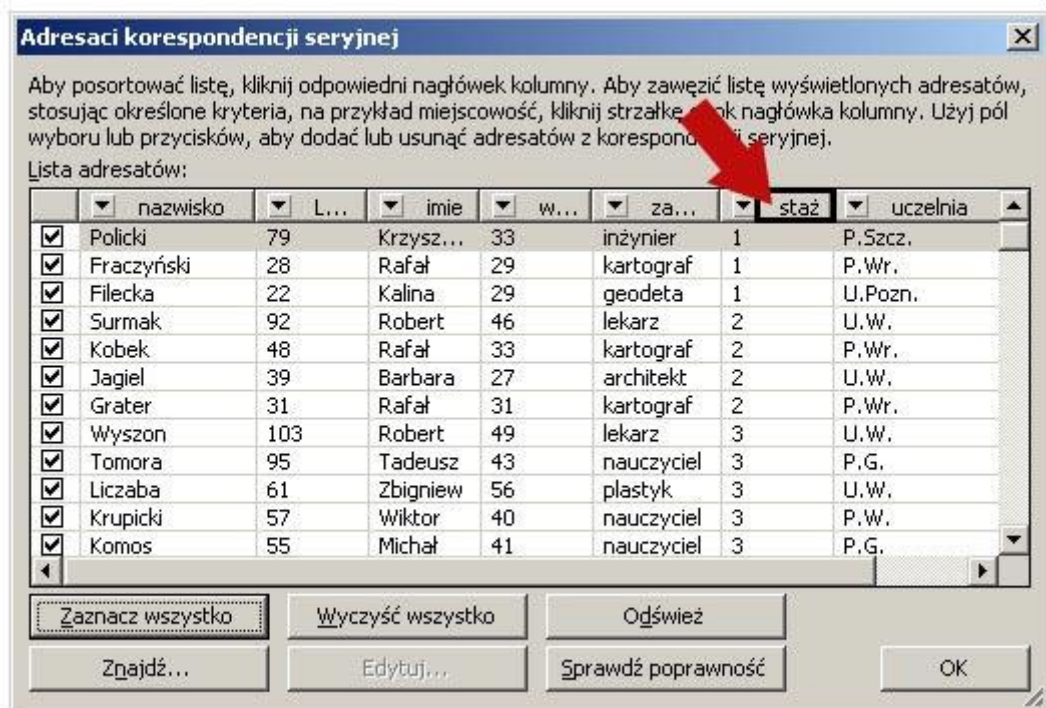 Adresaci korespondencji seryjnej
Aby posortować listę, kliknij odpowiedni nagłówek kolumny. Aby zawęzić listę wyświetlonych adresatów,
stosując określone kryteria, na przykład miejscowość, kliknij strzałkę nagłówka kolumny. Użyj pól
wyboru lub przycisków, aby dodać lub usunąć adresatów z seryjnej.
Lista adresatów:
nazwisko L... imie w... za... staż uczelnia
Policki 79 Krzysz... 33 inżynier 1 P.Szcz.
Fraczyński 28 Rafał 29 kartograf 1 P.Wr.
Filecka 22 Kalina 29 geodeta 1 U.Pozn.
Surmak 92 Robert 46 lekarz 2 U.W.
Kobek 48 Rafał 33 kartograf 2 P.Wr.
Jagiel 39 Barbara 27 architekt 2 U.W.
Grater 31 Rafał 31 kartograf 2 P.Wr.
Wyszon 103 Robert 49 lekarz 3 U.W.
Tomora 95 Tadeusz 43 nauczyciel 3 P.G.
Liczaba 61 Zbigniew 56 plastyk 3 U.W.
Krupicki 57 Wiktor 40 nauczyciel 3 P.W.
Komos 55 Michał 41 nauczyciel 3 P.G.
Zaznacz wszystko Wyczyść wszystko Odśwież
Znajdź... Edytuj... Sprawdź poprawność OK